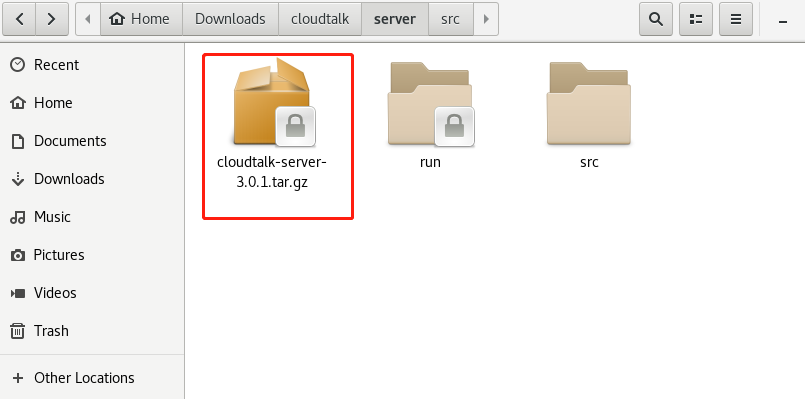 Home
Downloads
cloudtalk
server
src
Recent
Home
Documents
Downloads
Music
Pictures
Videos
Trash
Other Locations
cloudtalk-server-
3.0.1.tar.gz
run
src